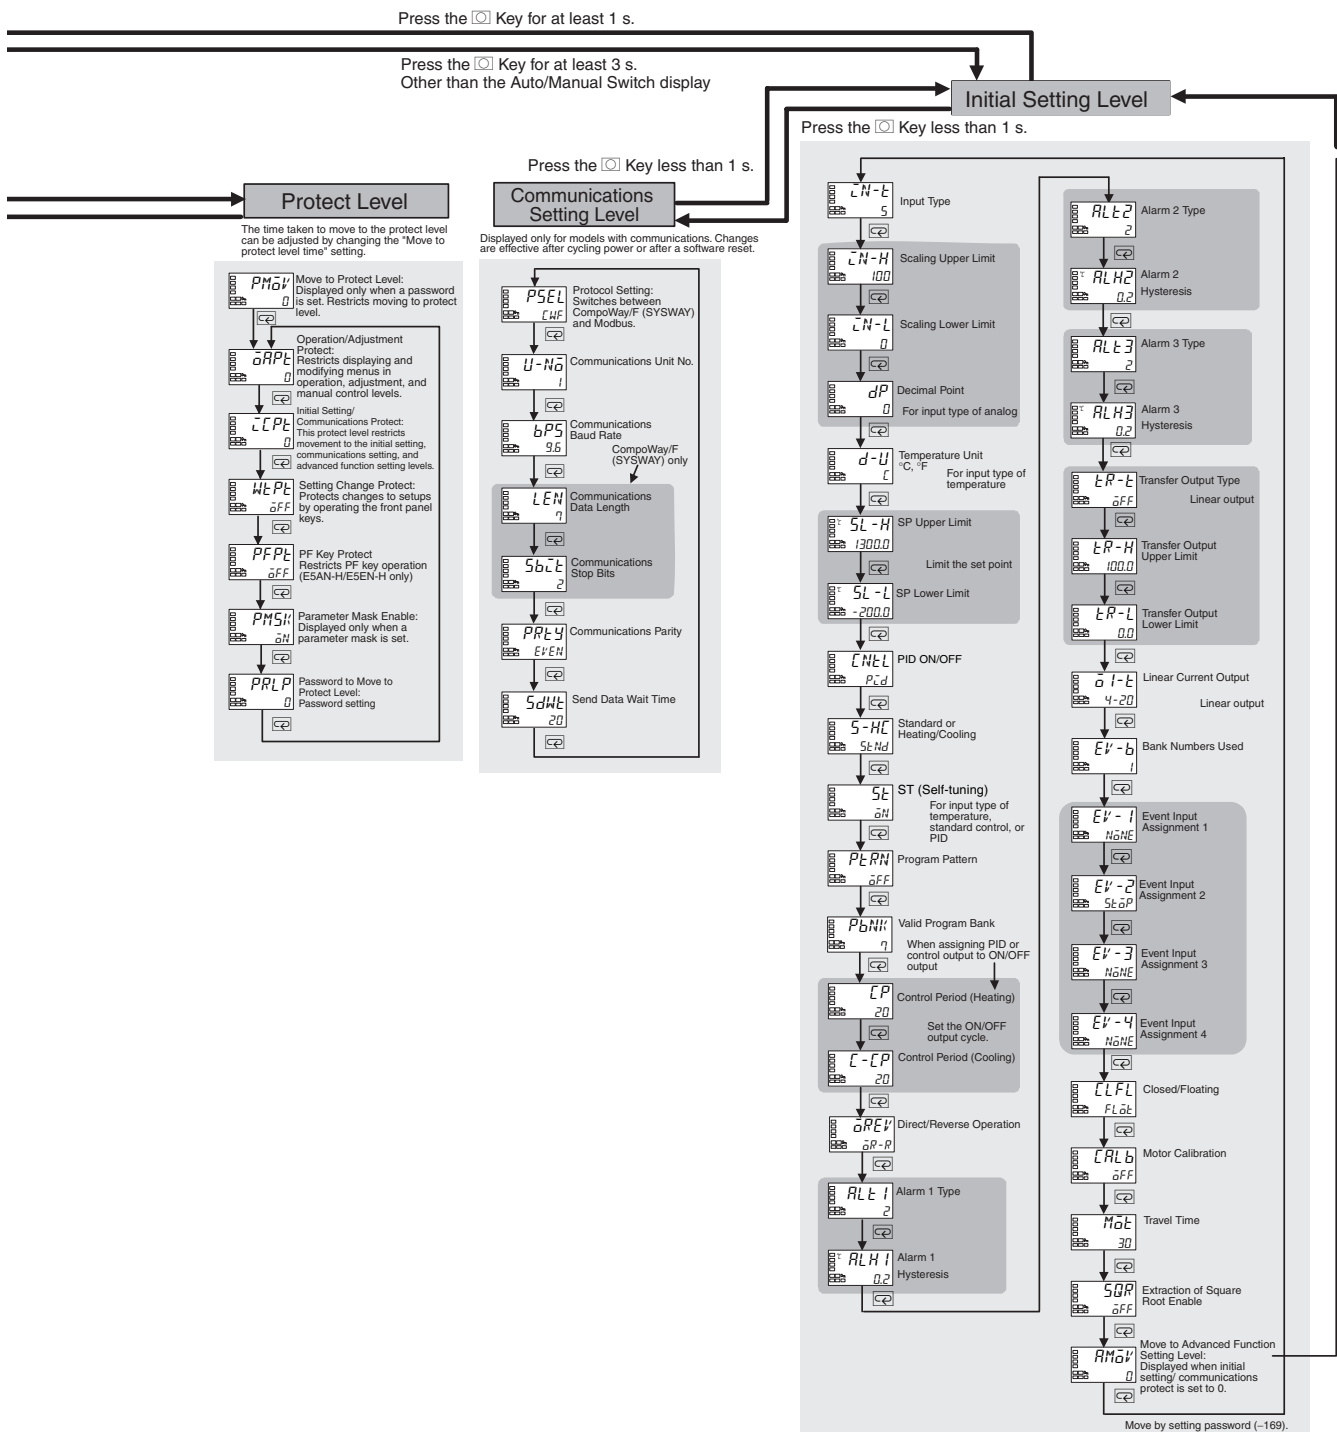 Press the Key for at least 1 s.
Press the Key for at least 3 s.
Other than the Auto/Manual Switch display
Initial Setting Level
Press the Key less than 1 s.
Press the Key less than 1 s.
Protect Level
The time taken to move to the protect level
can be adjusted by changing the "Move to
protect level time" setting.
PMoV
0
Move to Protect Level:
Displayed only when a password
is set. Restricts moving to protect
level.
oAPt
0
Operation/Adjustment
Protect:
Restricts displaying and
modifying menus in
operation, adjustment, and
manual control levels.
iCPt
0
Initial Setting/
Communications Protect:
This protect level restricts
movement to the initial setting,
communications setting, and
advanced function setting levels.
WtPt
oFF
Setting Change Protect:
Protects changes to setups
by operating the front panel
keys.
PFPt
oFF
PF Key Protect
Restricts PF key operation
(E5AN-H/E5EN-H only)
PMSK
oN
Parameter Mask Enable:
Displayed only when a
parameter mask is set.
PRLP
0
Password to Move to
Protect Level:
Password setting
Communications
Setting Level
Displayed only for models with communications. Changes
are effective after cycling power or after a software reset.
PSEL
CWF
Protocol Setting:
Switches between
CompoWay/F (SYSWAY)
and Modbus.
U-No
1
Communications Unit No.
bPS
9.6
Communications
Baud Rate
CompoWay/F
(SYSWAY) only
LEN
7
Communications
Data Length
Sbit
2
Communications
Stop Bits
PRtY
EVEN
Communications Parity
SdWt
20
Send Data Wait Time
iN-t
5
Input Type
iN-H
100
Scaling Upper Limit
iN-L
0
Scaling Lower Limit
dP
0
Decimal Point
For input type of analog
d-U
C
Temperature Unit
°C, °F
For input type of
temperature
SL-H
1300.0
SP Upper Limit
Limit the set point
SL-L
-200.0
SP Lower Limit
CNtL
Pid
PID ON/OFF
S-HC
StNd
Standard or
Heating/Cooling
St
oN
ST (Self-tuning)
For input type of
temperature,
standard control, or
PID
PtRN
oFF
Program Pattern
PbNK
7
Valid Program Bank
When assigning PID or
control output to ON/OFF
output
CP
20
Control Period (Heating)
Set the ON/OFF
output cycle.
C-CP
20
Control Period (Cooling)
oREV
oR-R
Direct/Reverse Operation
ALt1
2
Alarm 1 Type
ALH1
0.2
Alarm 1
Hysteresis
ALt2
2
Alarm 2 Type
ALH2
0.2
Alarm 2
Hysteresis
ALt3
2
Alarm 3 Type
ALH3
0.2
Alarm 3
Hysteresis
tR-t
oFF
Transfer Output Type
Linear output
tR-H
100.0
Transfer Output
Upper Limit
tR-L
0.0
Transfer Output
Lower Limit
o1-t
4-20
Linear Current Output
Linear output
EV-b
1
Bank Numbers Used
EV-1
NoNE
Event Input
Assignment 1
EV-2
StoP
Event Input
Assignment 2
EV-3
NoNE
Event Input
Assignment 3
EV-4
NoNE
Event Input
Assignment 4
CLFL
FLot
Closed/Floating
CALb
oFF
Motor Calibration
Mot
30
Travel Time
SQR
oFF
Extraction of Square
Root Enable
AMoV
0
Move to Advanced Function
Setting Level:
Displayed when initial
setting/ communications
protect is set to 0.
Move by setting password (−169).